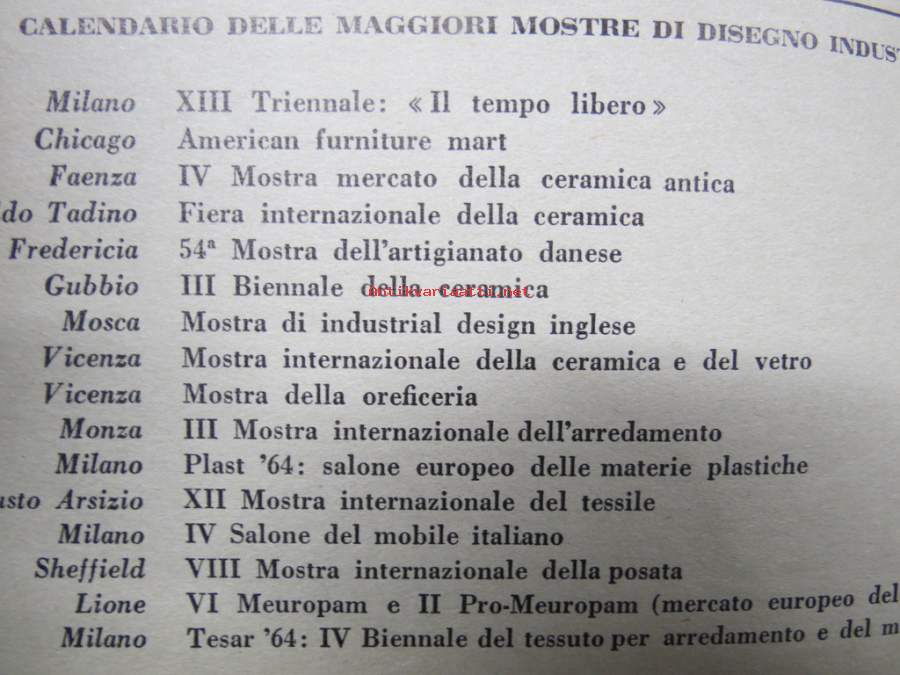 CALENDARIO DELLE MAGGIORI MOSTRE DI DISEGNO INDUST
Milano XIII Triennale: « Il tempo libero »
Chicago American furniture mart
Faenza IV Mostra mercato della ceramica antica
ldo Tadino Fiera internazionale della ceramica
Fredericia 54ª Mostra dell'artigianato danese
Gubbio III Biennale della ceramica
Antikvariaatti.net
Mosca Mostra di industrial design inglese
Vicenza Mostra internazionale della ceramica e del vetro
Vicenza Mostra della oreficeria
Monza III Mostra internazionale dell'arredamento
Milano Plast '64: salone europeo delle materie plastiche
usto Arsizio XII Mostra internazionale del tessile
Milano IV Salone del mobile italiano
Sheffield VIII Mostra internazionale della posata
Lione VI Meuropam e II Pro-Meuropam (mercato europeo del
Milano Tesar '64: IV Biennale del tessuto per arredamento e del m